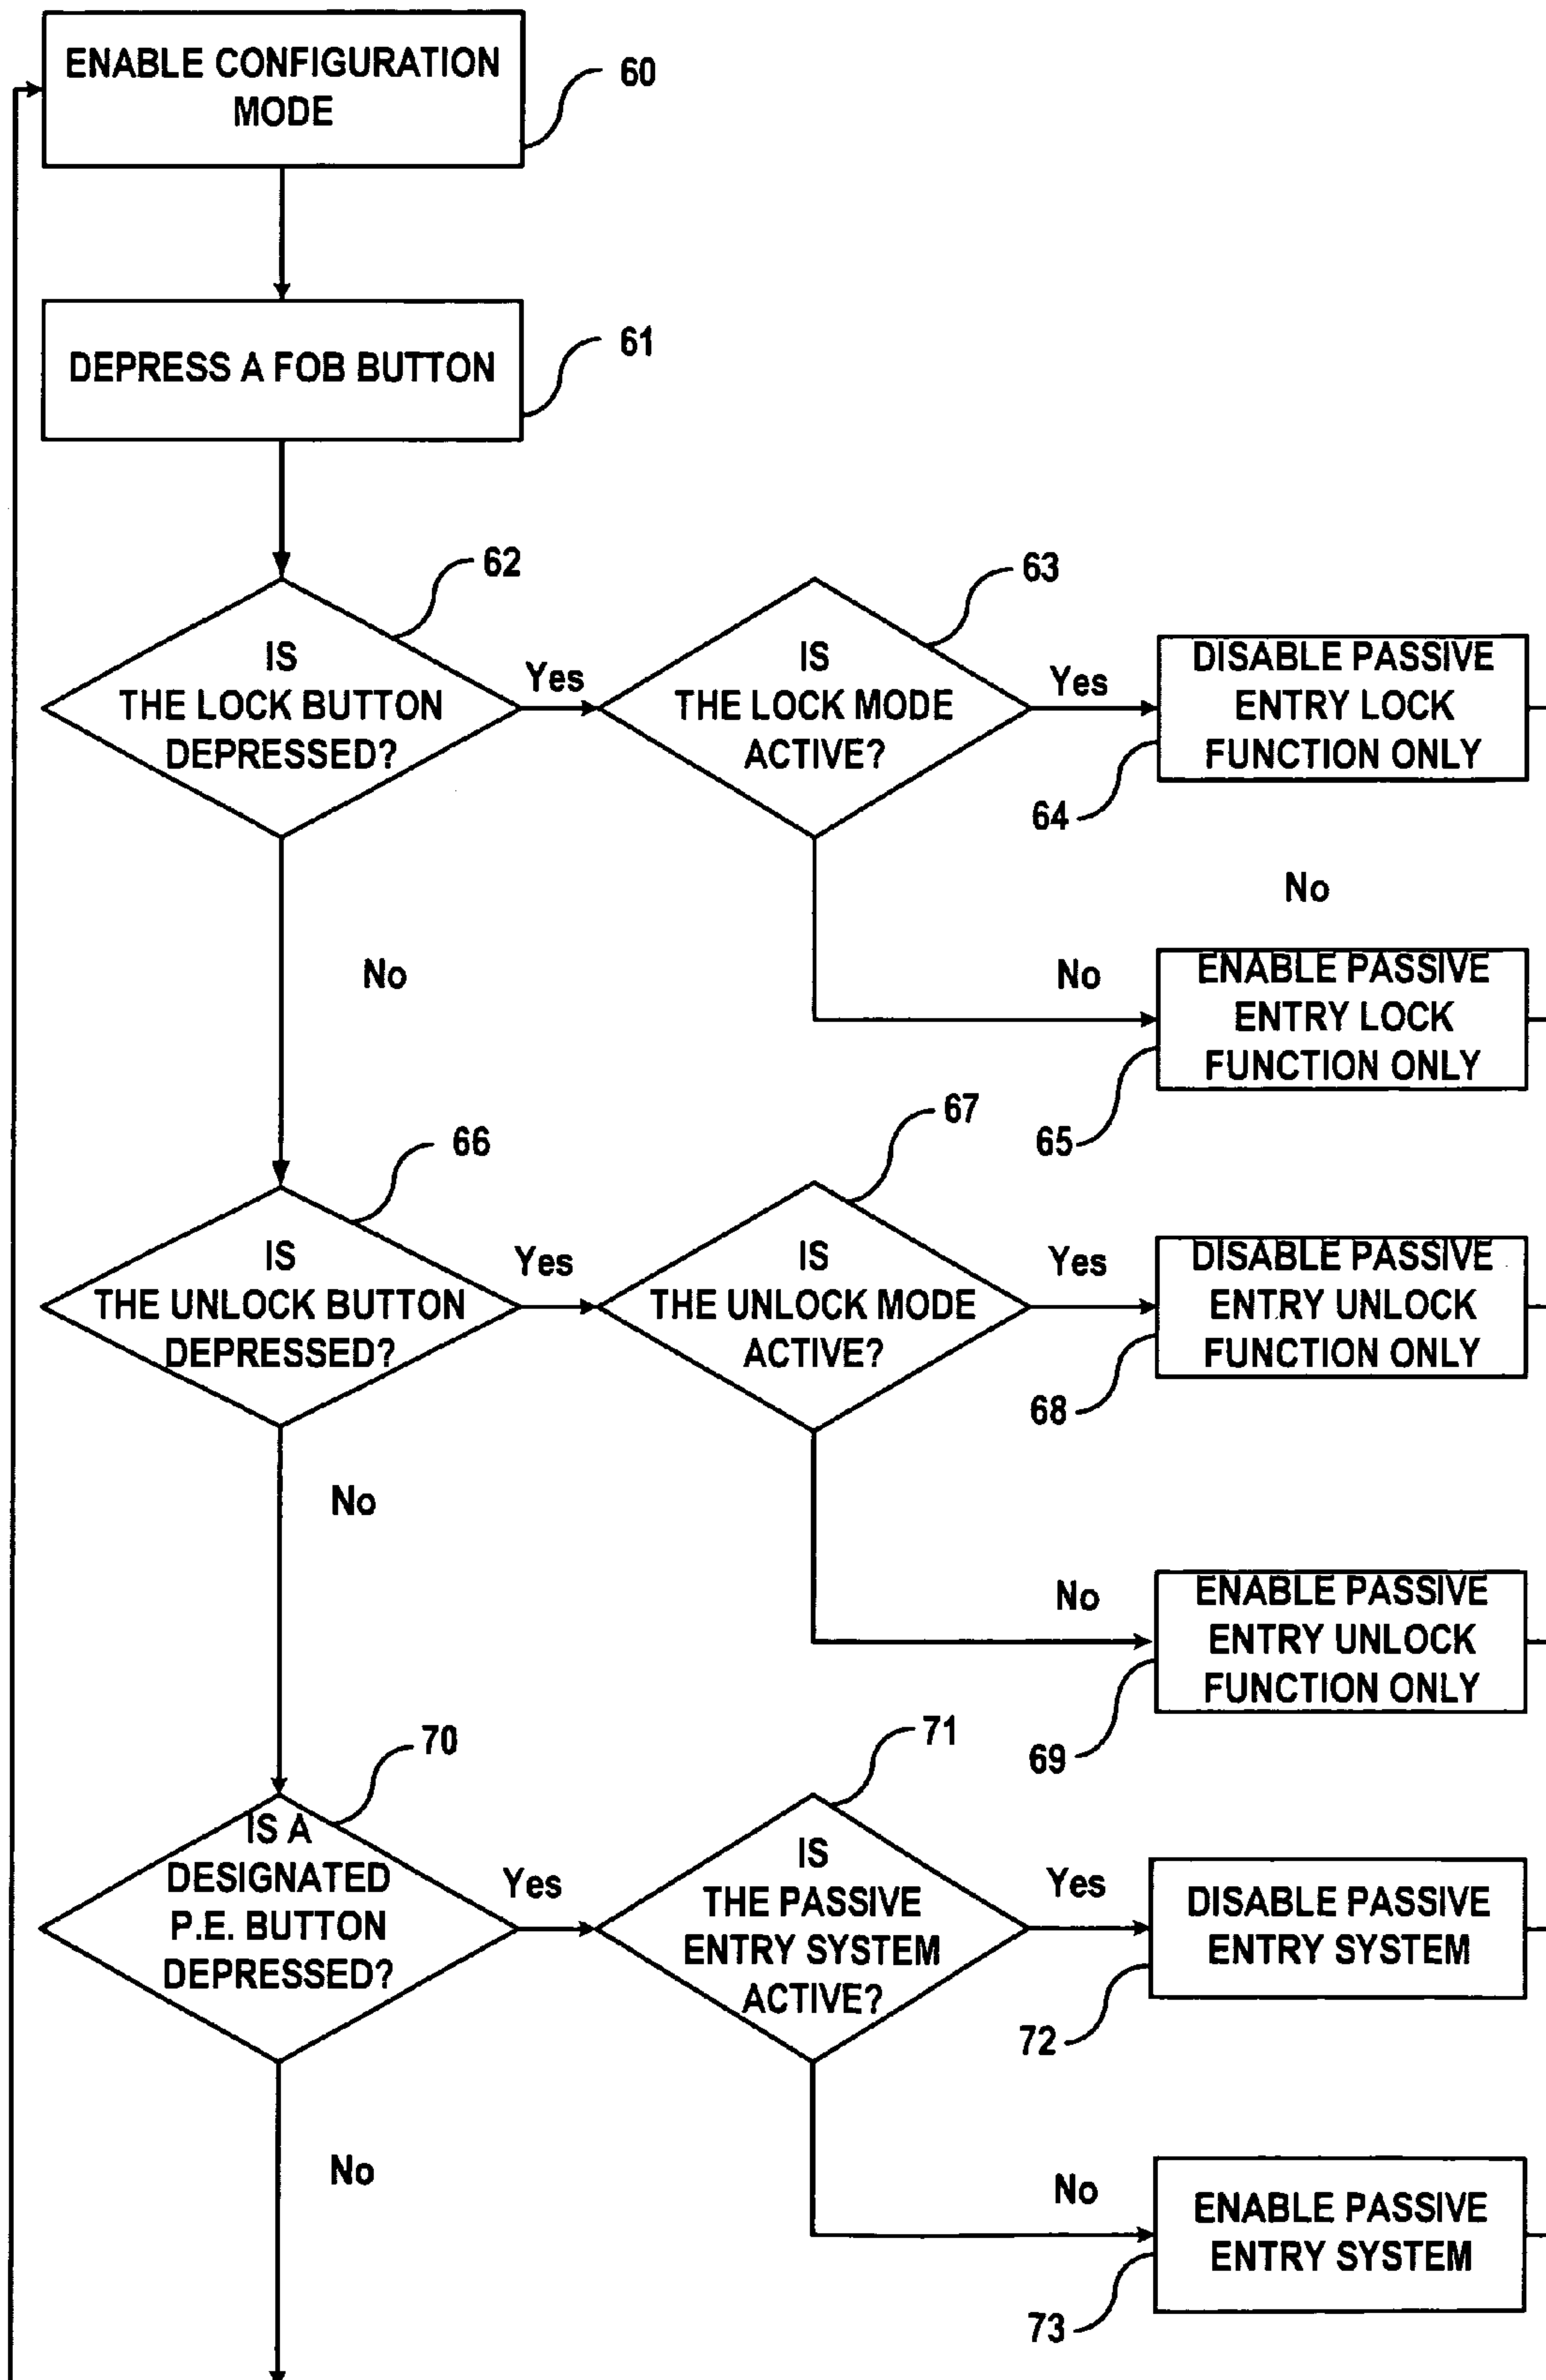 ENABLE CONFIGURATION
MODE
60
DEPRESS A FOB BUTTON
61
62
IS
THE LOCK BUTTON
DEPRESSED?
Yes
63
IS
THE LOCK MODE
ACTIVE?
Yes
DISABLE PASSIVE
ENTRY LOCK
FUNCTION ONLY
64
No
No
No
ENABLE PASSIVE
ENTRY LOCK
FUNCTION ONLY
65
66
IS
THE UNLOCK BUTTON
DEPRESSED?
Yes
67
IS
THE UNLOCK MODE
ACTIVE?
Yes
DISABLE PASSIVE
ENTRY UNLOCK
FUNCTION ONLY
68
No
No
ENABLE PASSIVE
ENTRY UNLOCK
FUNCTION ONLY
69
70
IS A
DESIGNATED
P.E. BUTTON
DEPRESSED?
Yes
71
IS
THE PASSIVE
ENTRY SYSTEM
ACTIVE?
Yes
DISABLE PASSIVE
ENTRY SYSTEM
72
No
No
ENABLE PASSIVE
ENTRY SYSTEM
73